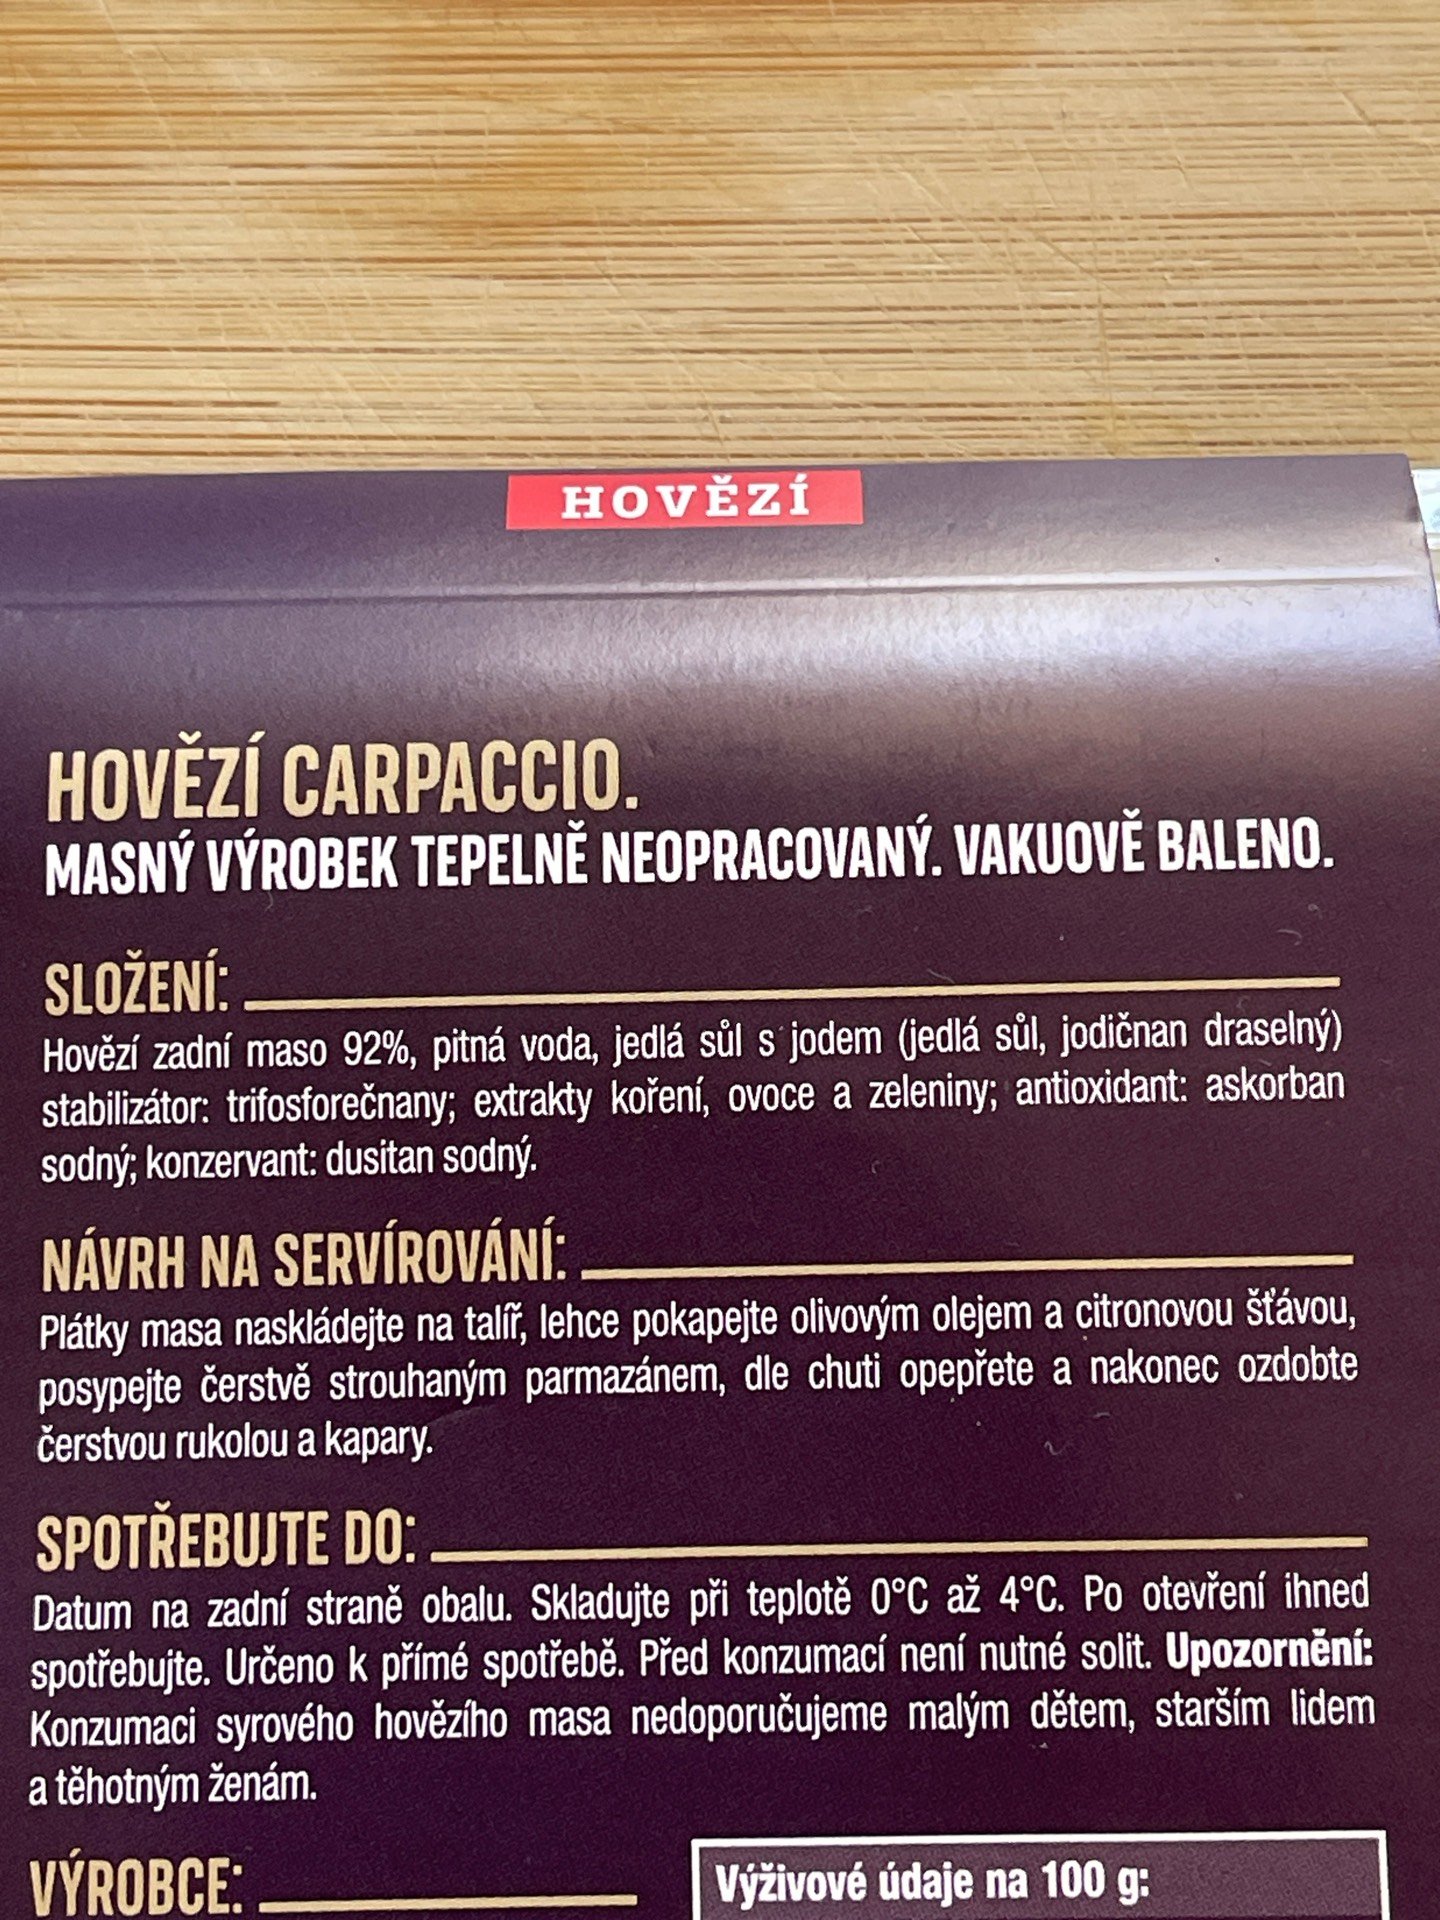 HOVĚZÍ
HOVĚZÍ CARPACCIO.
MASNÝ VÝROBEK TEPELNĚ NEOPRACOVANÝ. VAKUOVĚ BALENO.
SLOŽENÍ:
Hovězí zadní maso 92%, pitná voda, jedlá sůl s jodem (jedlá sůl, jodičnan draselný)
stabilizátor: trifosforečnany; extrakty koření, ovoce a zeleniny; antioxidant: askorban
sodný; konzervant: dusitan sodný.
NÁVRH NA SERVÍROVÁNÍ:
Plátky masa naskládejte na talíř, lehce pokapejte olivovým olejem a citronovou šťávou,
posypejte čerstvě strouhaným parmazánem, dle chuti opepřete a nakonec ozdobte
čerstvou rukolou a kapary.
SPOTŘEBUJTE DO:
Datum na zadní straně obalu. Skladujte při teplotě 0°C až 4°C. Po otevření ihned
spotřebujte. Určeno k přímé spotřebě. Před konzumací není nutné solit. Upozornění:
Konzumaci syrového hovězího masa nedoporučujeme malým dětem, starším lidem
a těhotným ženám.
VÝROBCE:
Výživové údaje na 100 g: